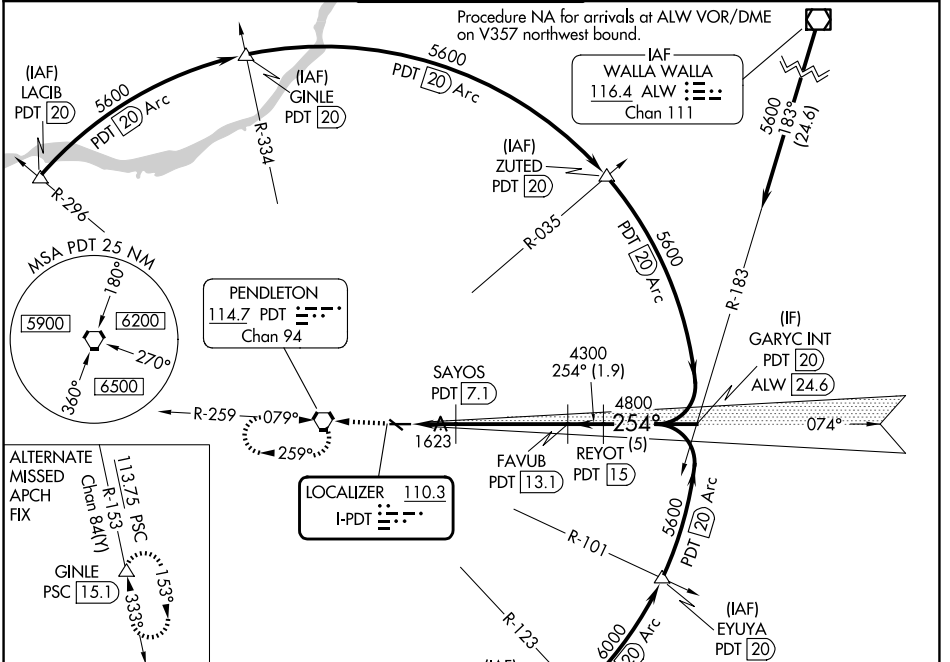 Procedure NA for arrivals at ALW VOR/DME
on V357 northwest bound.
IAF
WALLA WALLA
116.4 ALW
Chan 111
5600
183°
(24.6)
(IAF)
LACIB
PDT 20
5600
PDT 20 Arc
(IAF)
GINLE
PDT 20
5600
PDT 20 Arc
R-334
R-296
(IAF)
ZUTED
PDT 20
R-035
5600
PDT 20 Arc
R-183
MSA PDT 25 NM
180°
5900
6200
270°
360°
6500
PENDLETON
114.7 PDT
Chan 94
(IF)
GARYC INT
PDT 20
ALW 24.6
SAYOS
PDT 7.1
4300
254° (1.9)
4800
254°
(5)
074°
R-259
079°
259°
1623
FAVUB
PDT 13.1
REYOT
PDT 15
LOCALIZER 110.3
I-PDT
ALTERNATE
MISSED
APCH
FIX
113.75 PSC
R-153
Chan 84(Y)
GINLE
PSC 15.1
153°
333°
R-101
5600
PDT 20 Arc
(IAF)
EYUYA
PDT 20
R-123
6000
20 Arc
(IAF)